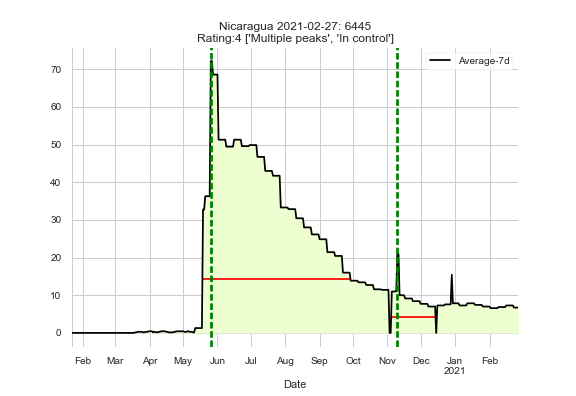 Nicaragua 2021-02-27: 6445
Rating:4 ['Multiple peaks', 'In control']
Average-7d
70
60
50
40
30
20
10
0
Feb Mar Apr May Jun Jul Aug Sep Oct Nov Dec Jan Feb
2021
Date